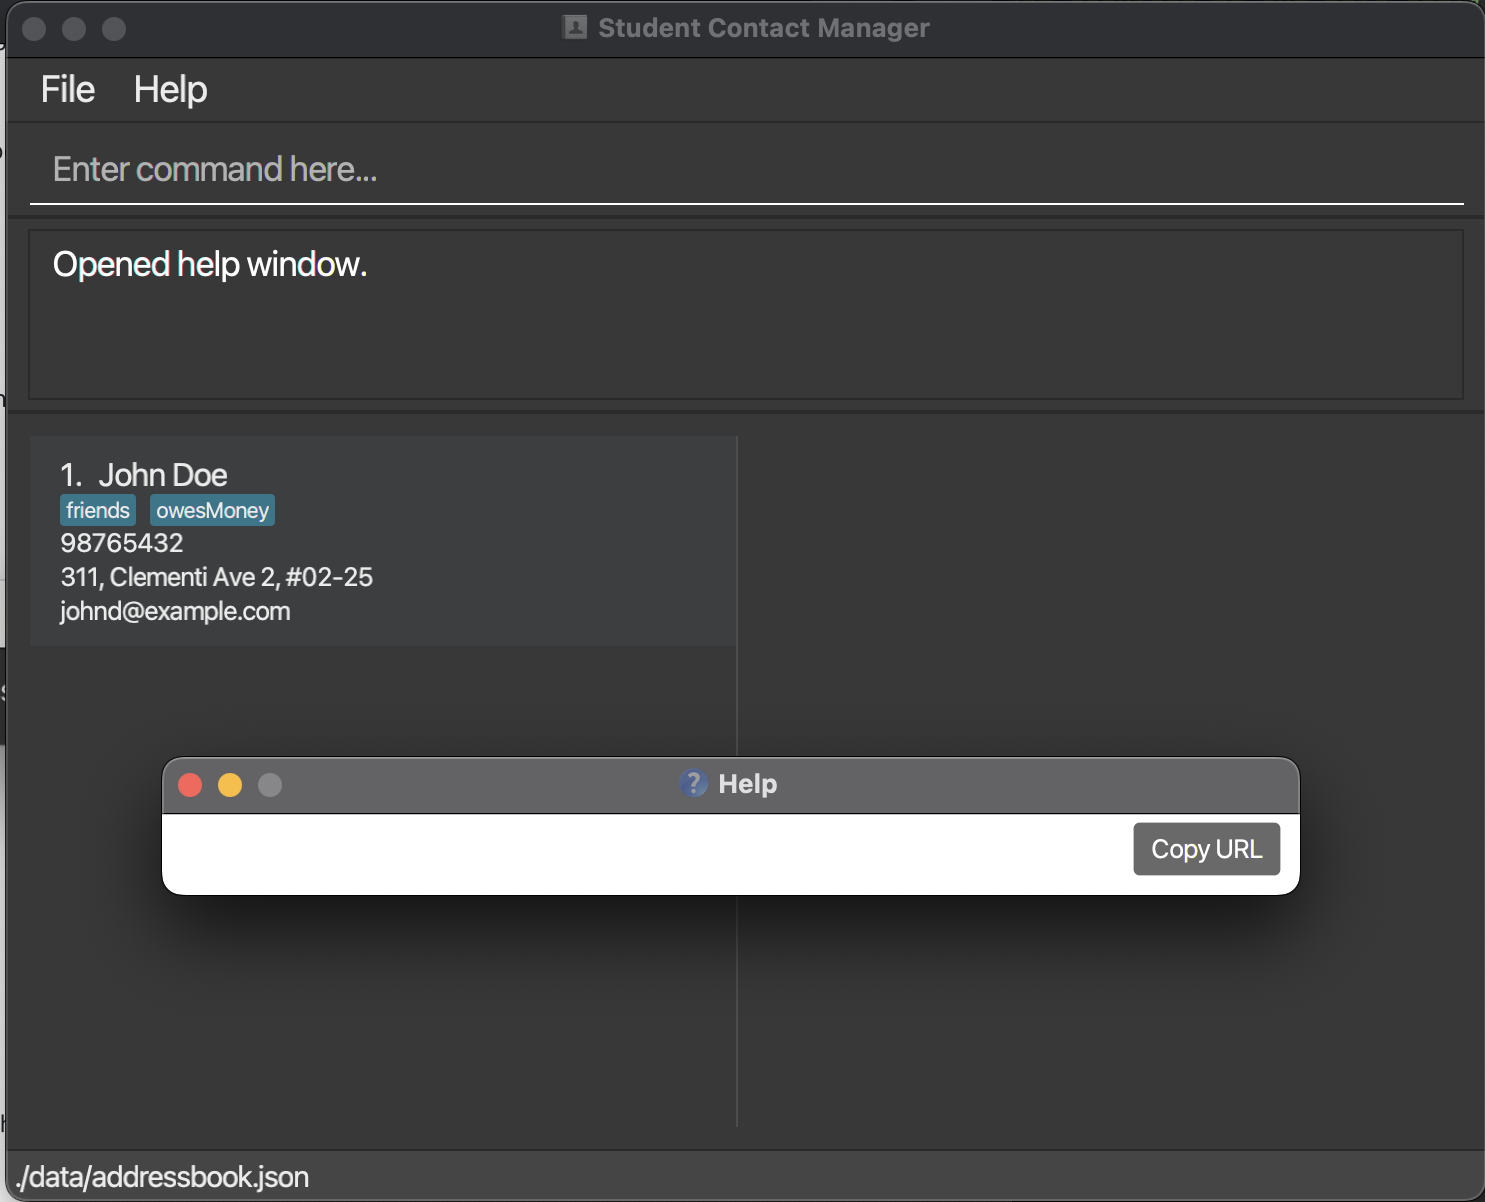 Student Contact Manager
File Help
Enter command here...
Opened help window.
1. John Doe
friends owesMoney
98765432
311, Clementi Ave 2, #02-25
johnd@example.com
? Help
Copy URL
./data/addressbook.json